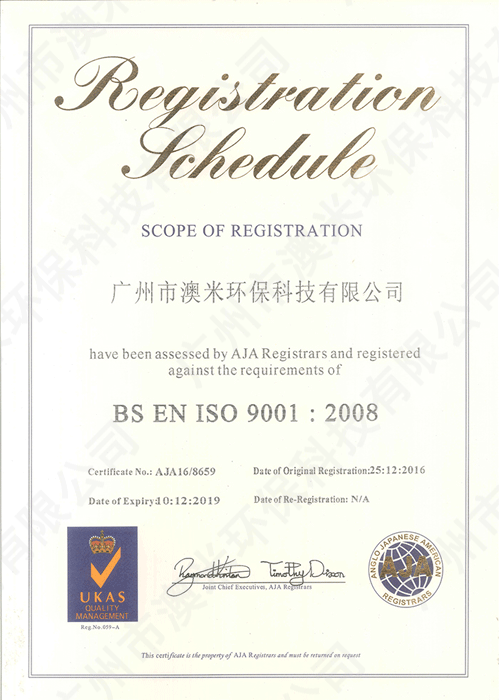 Registration
Schedule
SCOPE OF REGISTRATION
广州市澳米环保科技有限公司
have been assessed by AJA Registrars and registered
against the requirements of
BS EN ISO 9001 : 2008
Certificate No.: AJA16/8659
Date of Original Registration:25:12:2016
Date of Expiry:10:12:2019
Date of Re-Registration: N/A
UKAS
QUALITY
MANAGEMENT
Reg.No.059-A
Timothy Dixon
Joint Chief Executives, AJA Registrars
ANGLO JAPANESE AMERICAN
AJA
REGISTRARS
This certificate is the property of AJA Registrars and must be returned on request